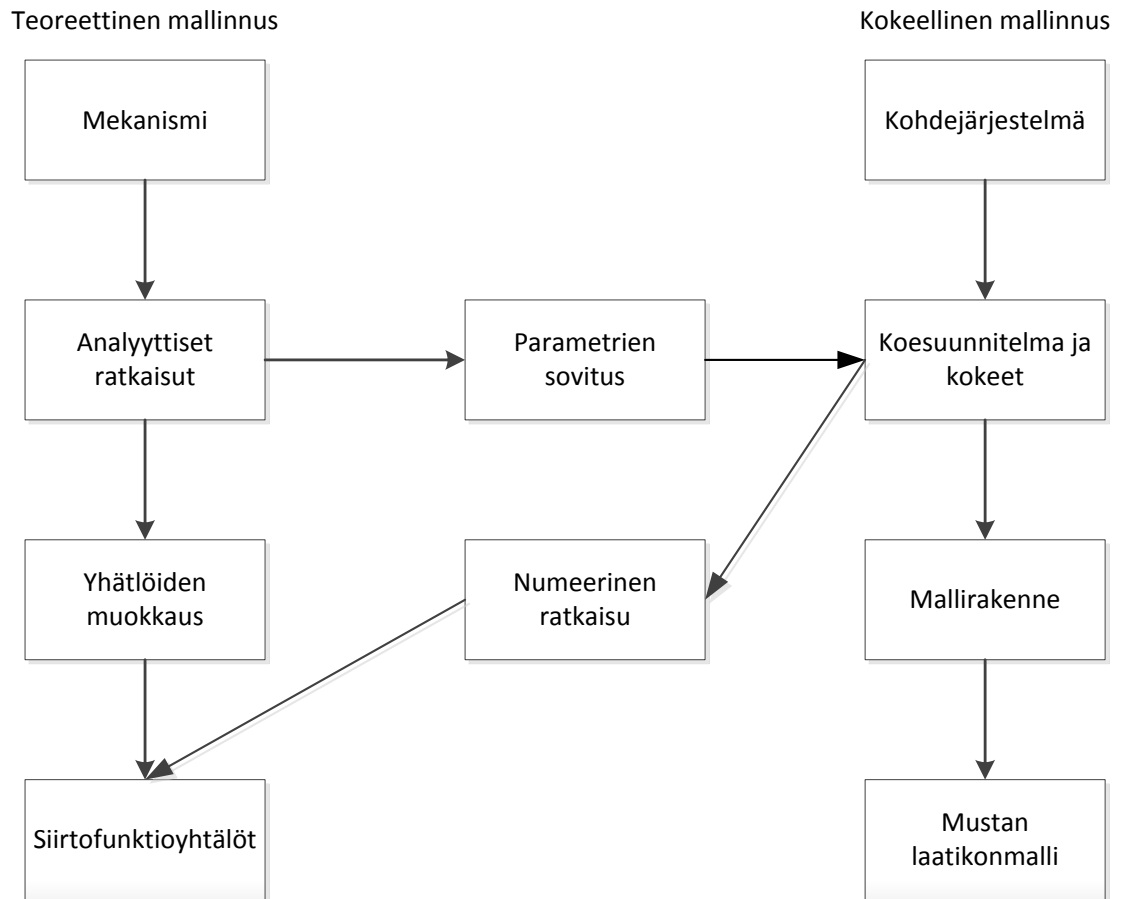 Teoreettinen mallinnus
Kokeellinen mallinnus
Mekanismi
Kohdejärjestelmä
Analyyttiset
ratkaisut
Parametrien
sovitus
Koesuunnitelma ja
kokeet
Yhätlöiden
muokkaus
Numeerinen
ratkaisu
Mallirakenne
Siirtofunktioyhtälöt
Mustan
laatikonmalli